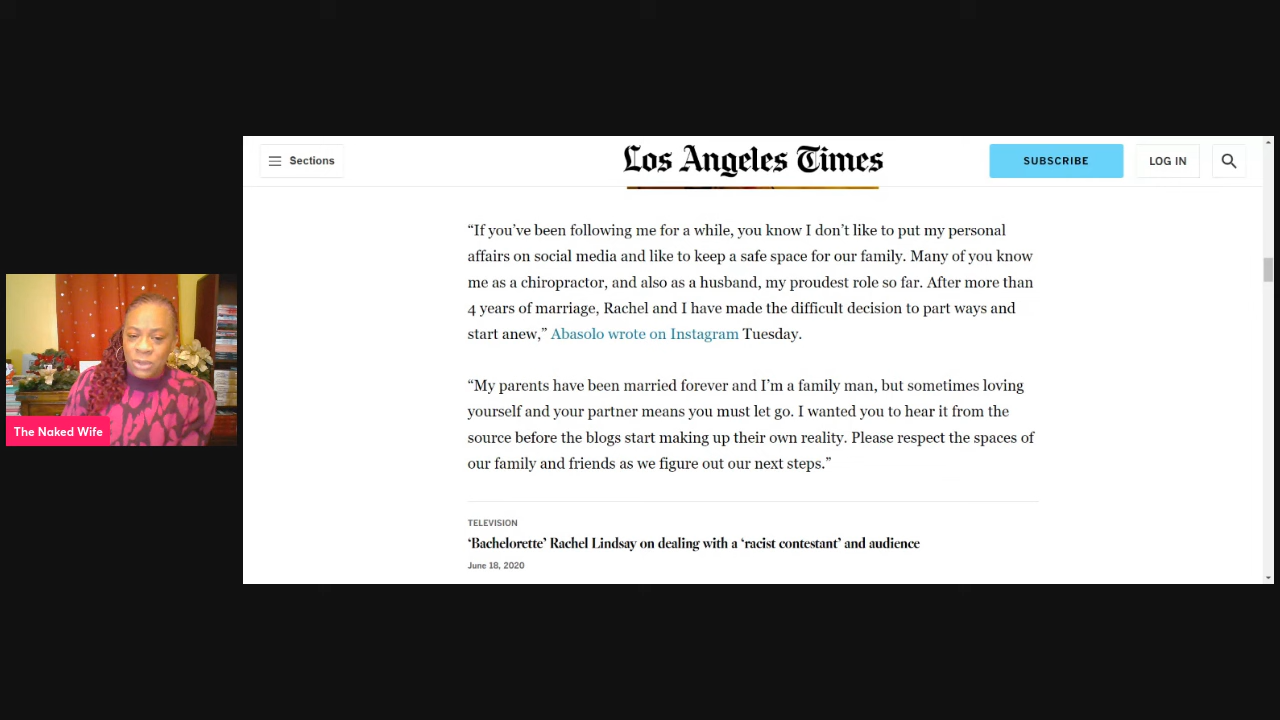 Sections
Los Angeles Times
SUBSCRIBE
LOG IN
“If you’ve been following me for a while, you know I don’t like to put my personal
affairs on social media and like to keep a safe space for our family. Many of you know
me as a chiropractor, and also as a husband, my proudest role so far. After more than
4 years of marriage, Rachel and I have made the difficult decision to part ways and
start anew,” Abasolo wrote on Instagram Tuesday.
“My parents have been married forever and I’m a family man, but sometimes loving
yourself and your partner means you must let go. I wanted you to hear it from the
source before the blogs start making up their own reality. Please respect the spaces of
our family and friends as we figure out our next steps.”
TELEVISION
‘Bachelorette’ Rachel Lindsay on dealing with a ‘racist contestant’ and audience
June 18, 2020
The Naked Wife